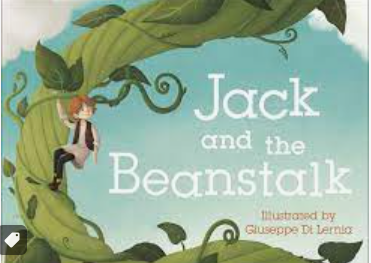 Jack
and the
Beanstalk
Illustrated by
Giuseppe Di Lernia